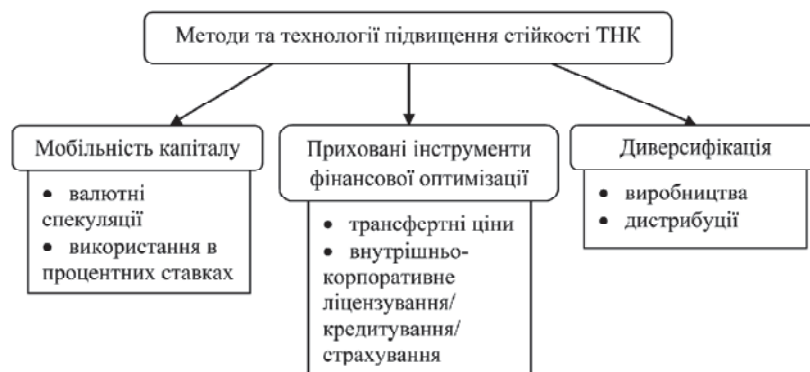 Методи та технології підвищення стійкості ТНК
Мобільність капіталу
• валютні
спекуляції
• використання в
процентних ставках
Приховані інструменти
фінансової оптимізації
• трансфертні ціни
• внутрішньо-
корпоративне
ліцензування/
кредитування/
страхування
Диверсифікація
• виробництва
• дистрибуції